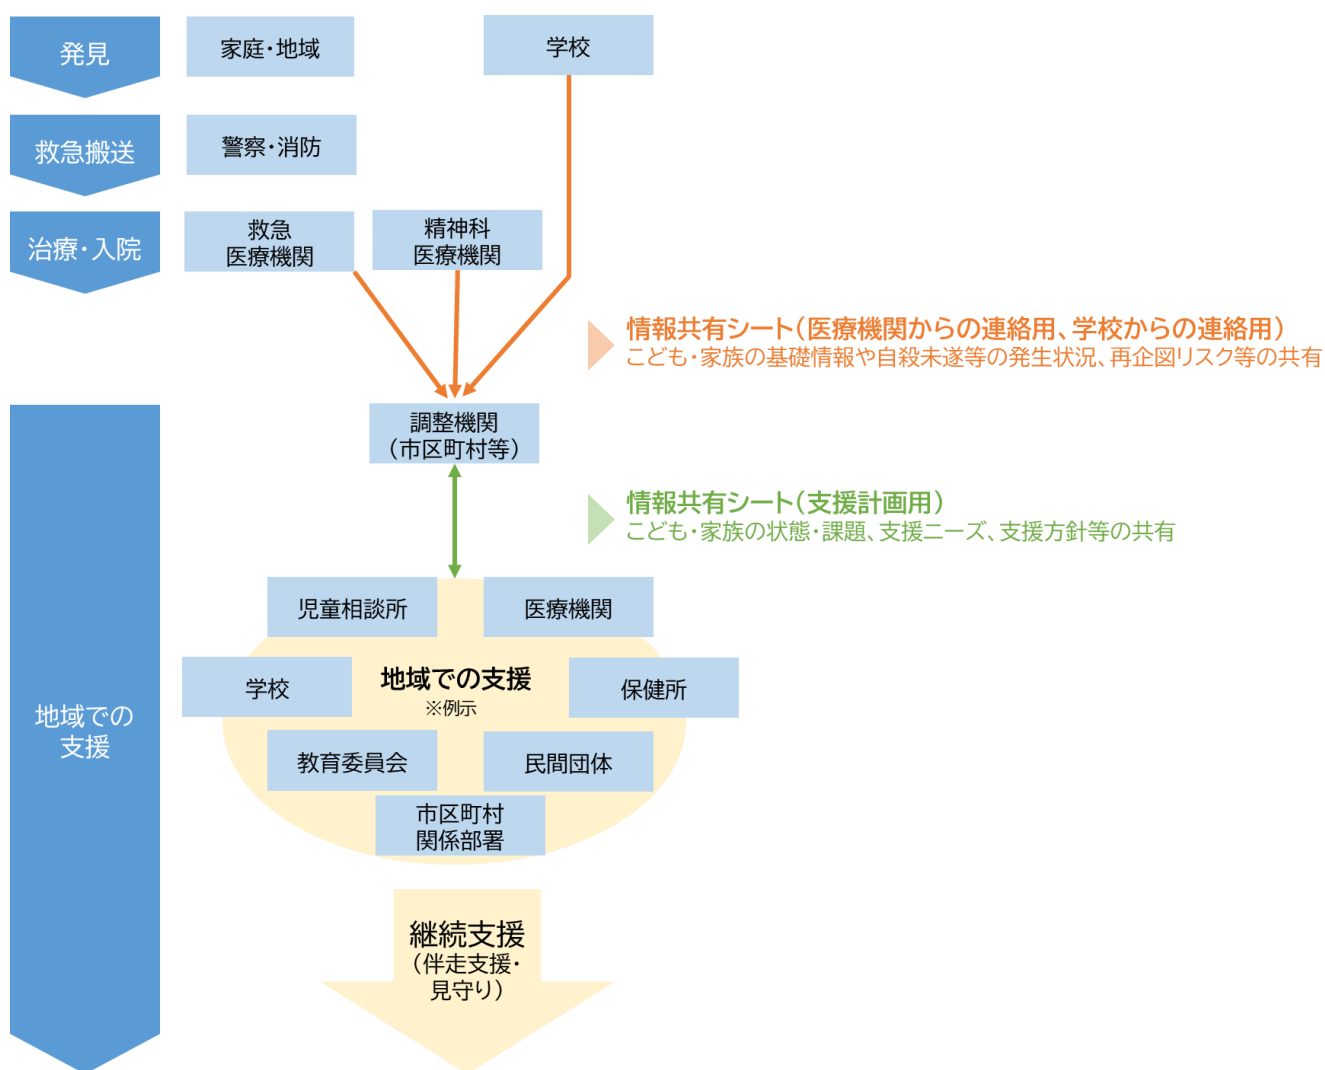 発見
家庭・地域
学校
救急搬送
警察・消防
治療・入院
救急
医療機関
精神科
医療機関
情報共有シート（医療機関からの連絡用、学校からの連絡用）
こども・家族の基礎情報や自殺未遂等の発生状況、再企図リスク等の共有
調整機関
（市区町村等）
情報共有シート（支援計画用）
こども・家族の状態・課題、支援ニーズ、支援方針等の共有
地域での
支援
児童相談所
医療機関
学校
地域での支援
※例示
保健所
教育委員会
民間団体
市区町村
関係部署
継続支援
（伴走支援・
見守り）